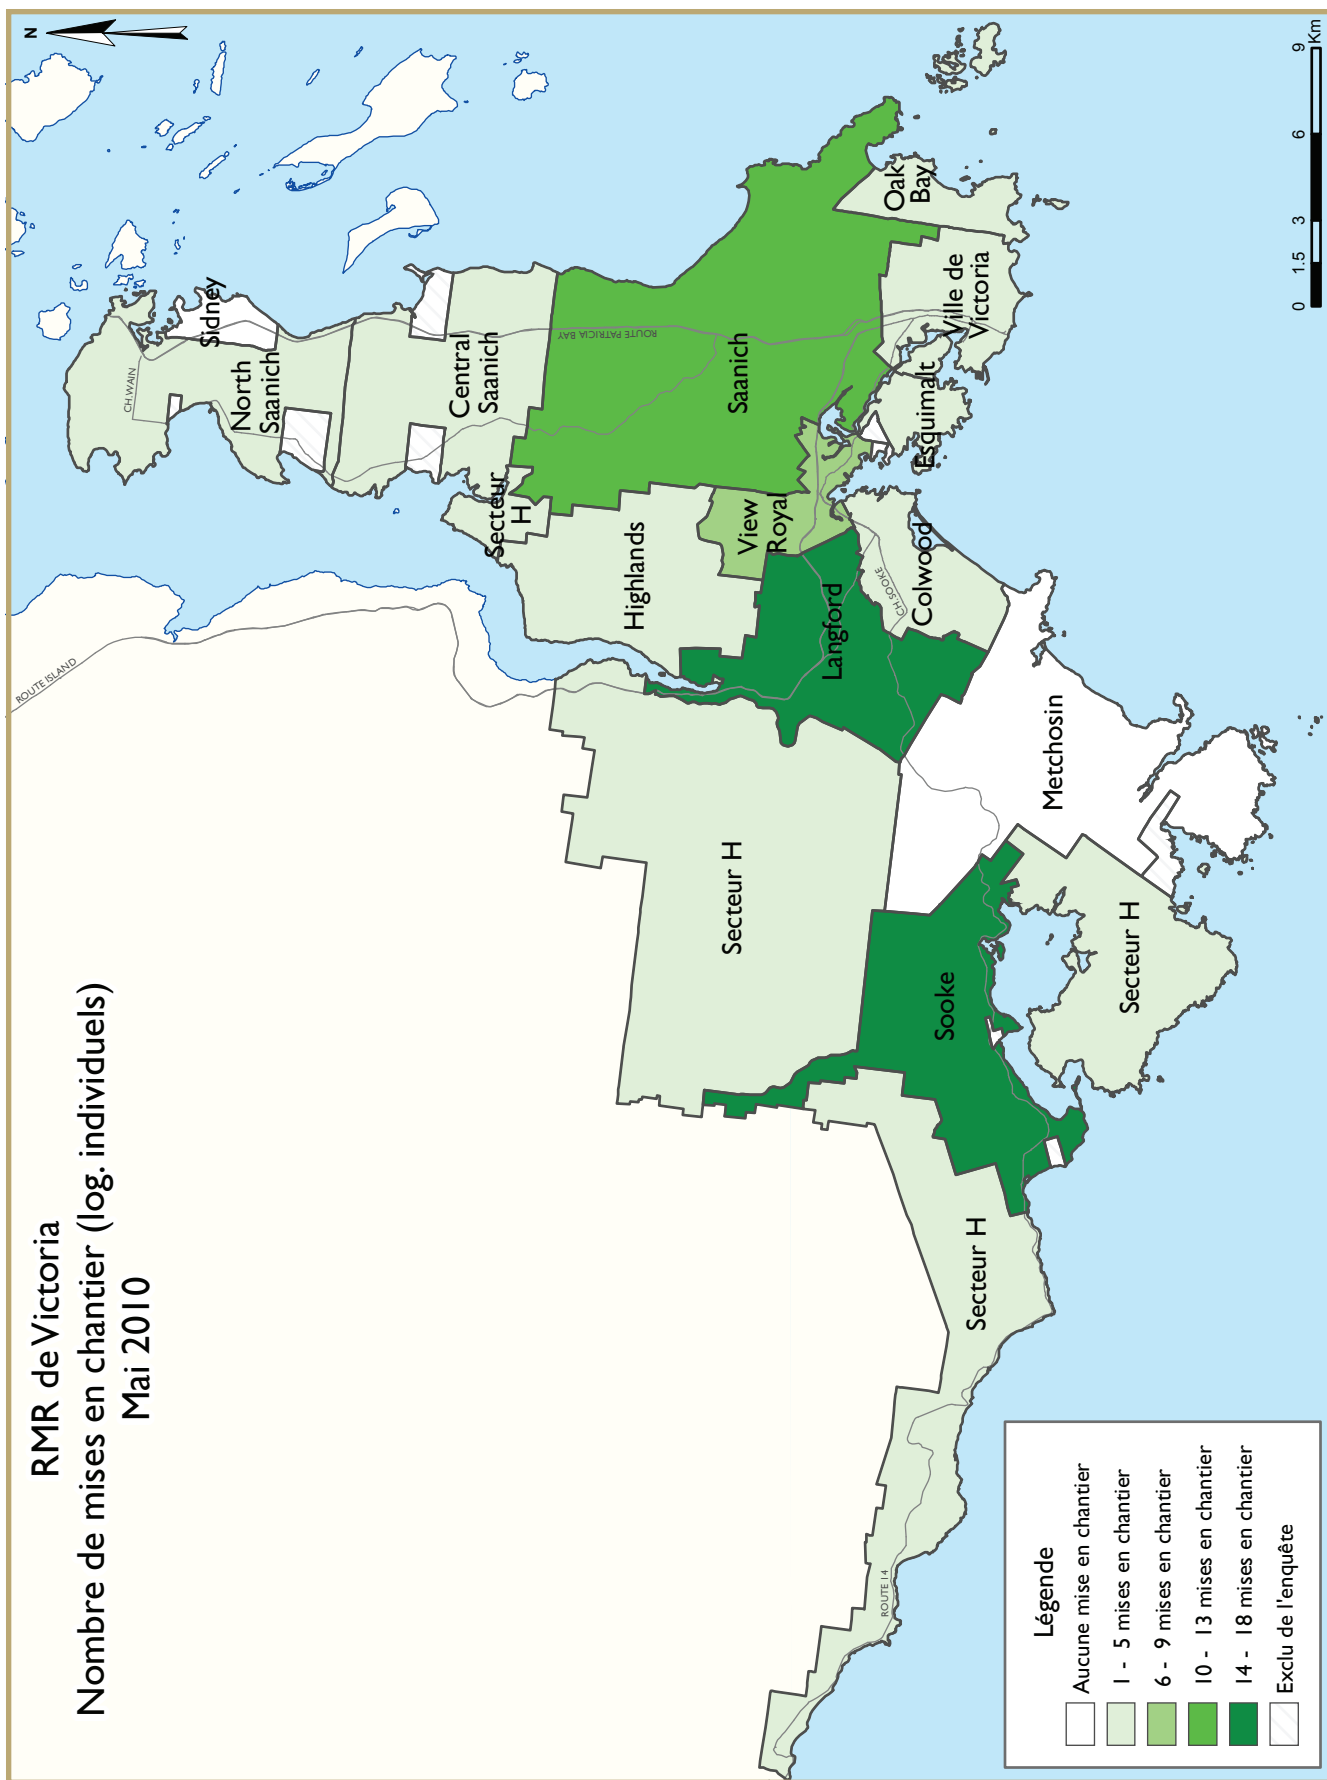 RMR de Victoria
Nombre de mises en chantier (log. individuels)
Mai 2010
N
ROUTE ISLAND
CH.WAIN
Sidney
North
Saanich
Central
Saanich
ROUTE PATRICIA BAY
Secteur
H
Saanich
Highlands
View
Royal
Oak
Bay
Ville de
Victoria
Esquimalt
Langford
CH.SOOKE
Colwood
Metchosin
Secteur H
Sooke
Secteur H
Secteur H
ROUTE 14
Légende
Aucune mise en chantier
1 - 5 mises en chantier
6 - 9 mises en chantier
10 - 13 mises en chantier
14 - 18 mises en chantier
Exclu de l'enquête
0 1.5 3 6 9
Km